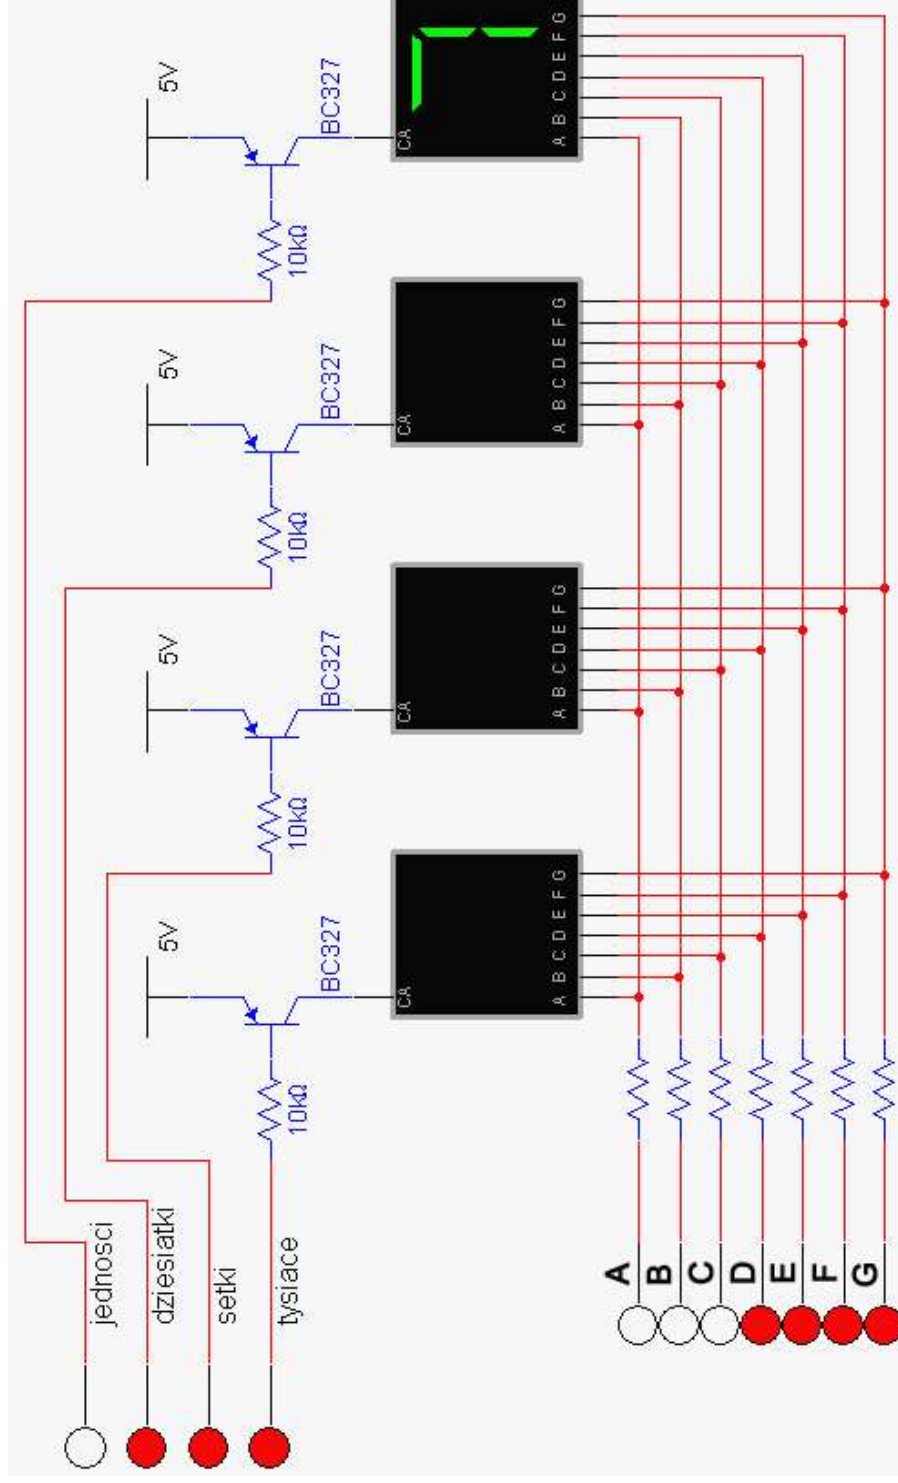 jednosci
dziesiatki
setki
tysiace
5V
5V
5V
5V
10kΩ
10kΩ
10kΩ
10kΩ
BC327
BC327
BC327
BC327
CA
CA
CA
CA
A B C D E F G
A B C D E F G
A B C D E F G
A B C D E F G
A
B
C
D
E
F
G